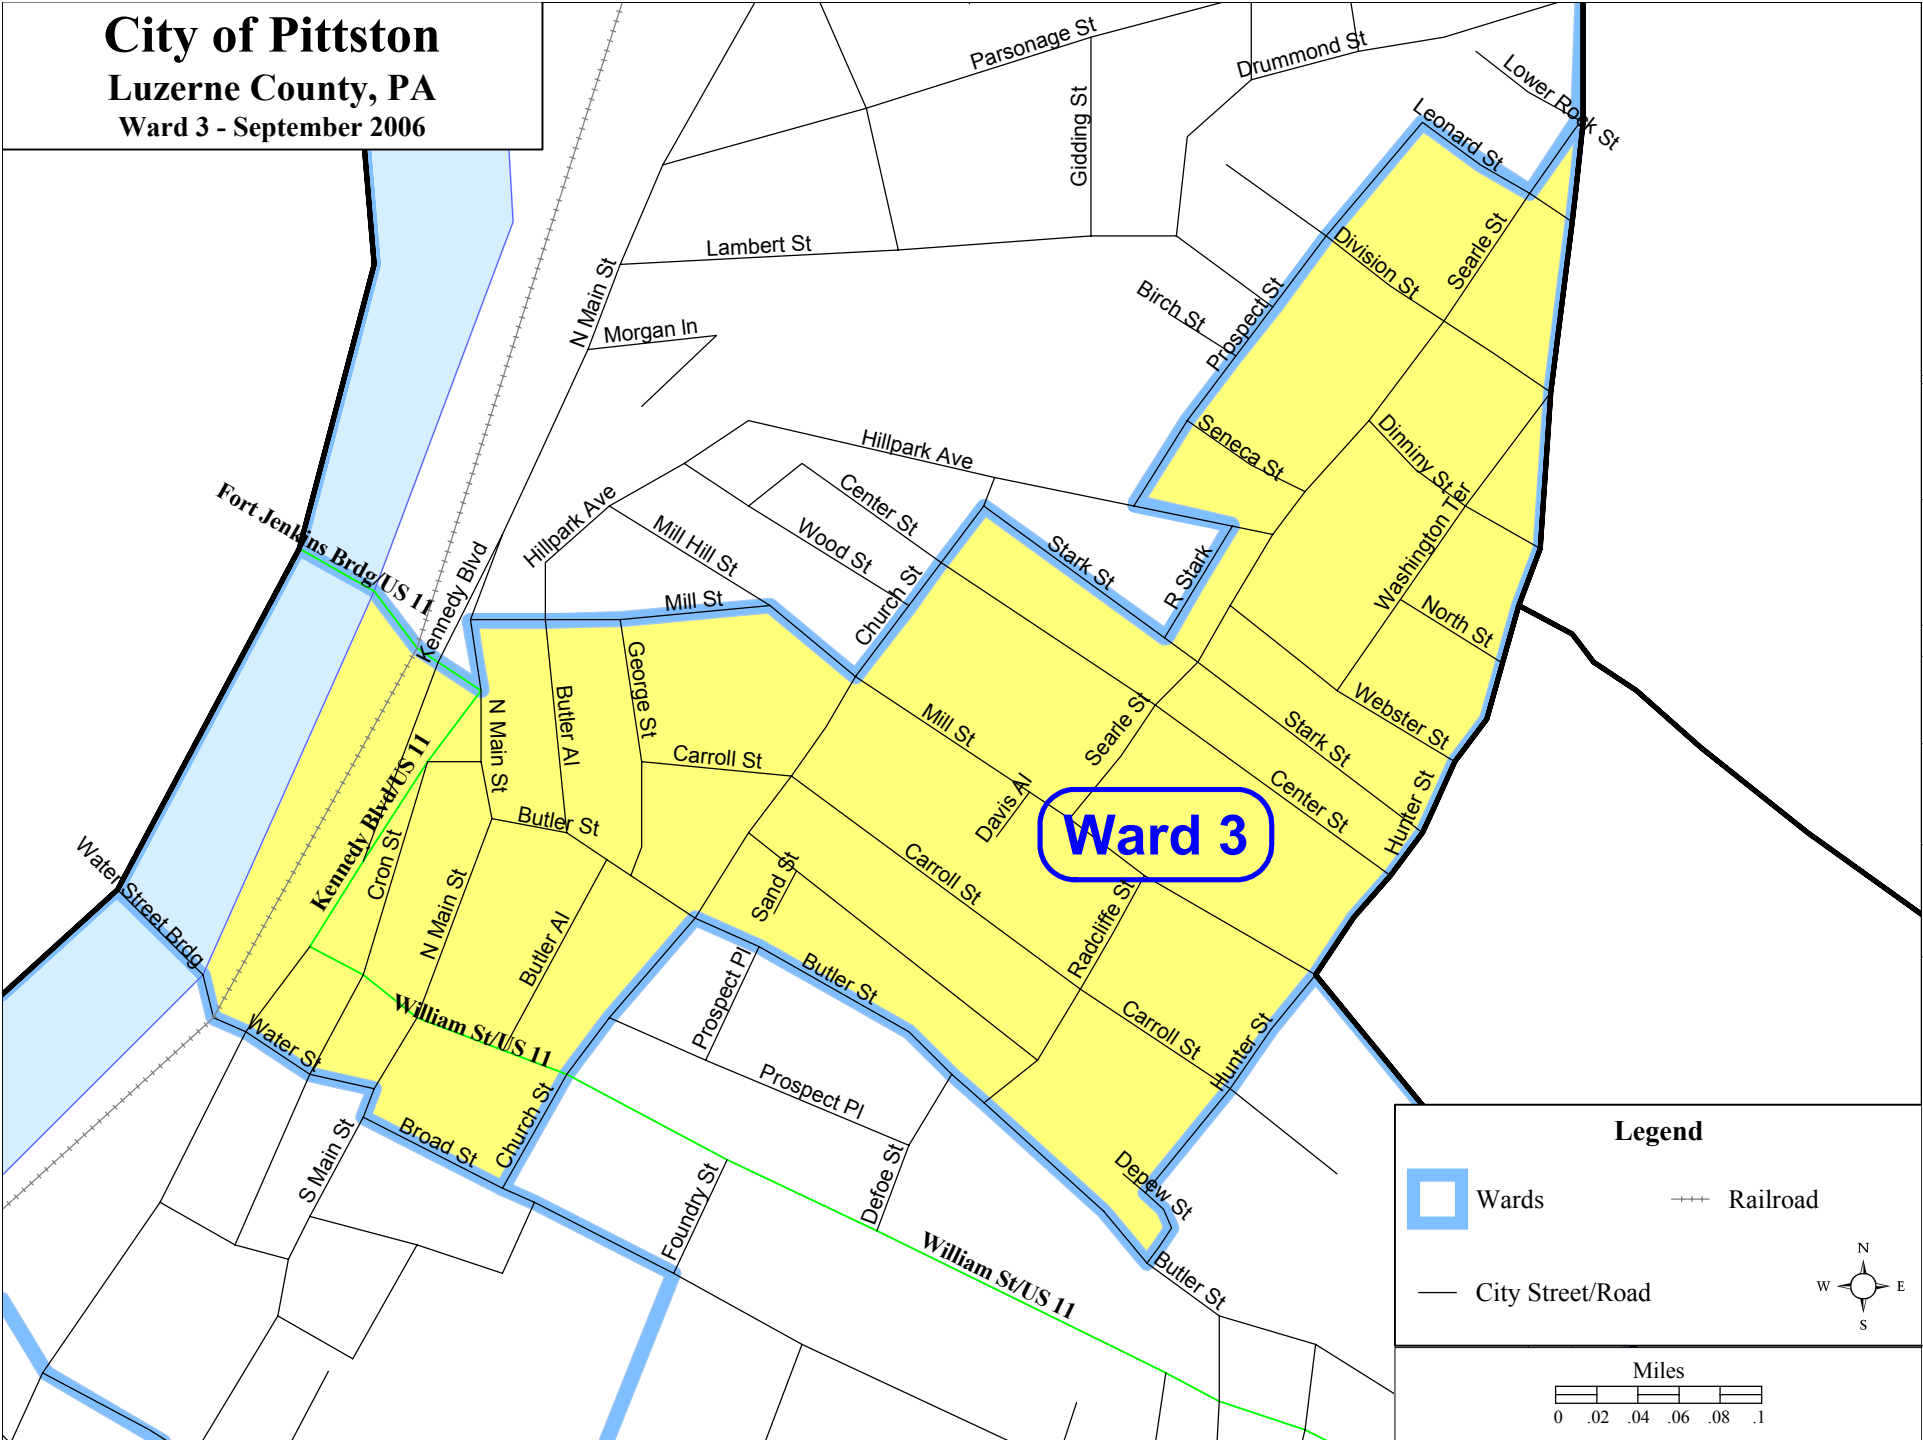 City of Pittston
Luzerne County, PA
Ward 3 - September 2006
Parsonage St
Drummond St
Lower Rock St
Gidding St
Leonard St
Lambert St
N Main St
Division St
Searle St
Birch St
Prospect St
Morgan ln
Seneca St
Dinniny St
Hillpark Ave
Center St
Hillpark Ave
Mill Hill St
Wood St
Fort Jenkins Brdg/US 11
Kennedy Blvd
Stark St
R Stark
Washington Ter
North St
Mill St
Church St
George St
Butler Al
N Main St
Carroll St
Mill St
Searle St
Webster St
Stark St
Center St
Hunter St
Kennedy Blvd/US 11
Cron St
Butler St
Davis Al
Ward 3
Water Street Brdg
N Main St
Butler Al
Sand St
Carroll St
Radcliffe St
Prospect Pl
Butler St
William St/US 11
Water St
Carroll St
Hunter St
Prospect Pl
Church St
Broad St
S Main St
Defoe St
Foundry St
Depew St
William St/US 11
Butler St
Legend
Wards
Railroad
City Street/Road
N
W
E
S
Miles
0 .02 .04 .06 .08 .1